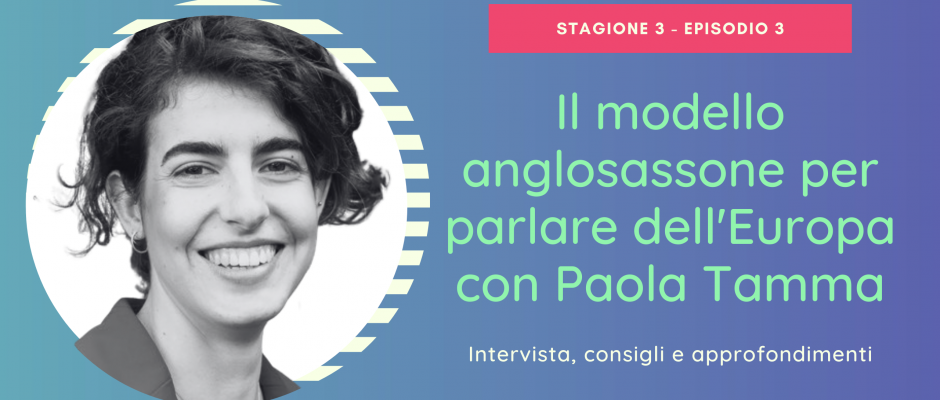 STAGIONE 3 - EPISODIO 3
Il modello
anglosassone per
parlare dell'Europa
con Paola Tamma
Intervista, consigli e approfondimenti